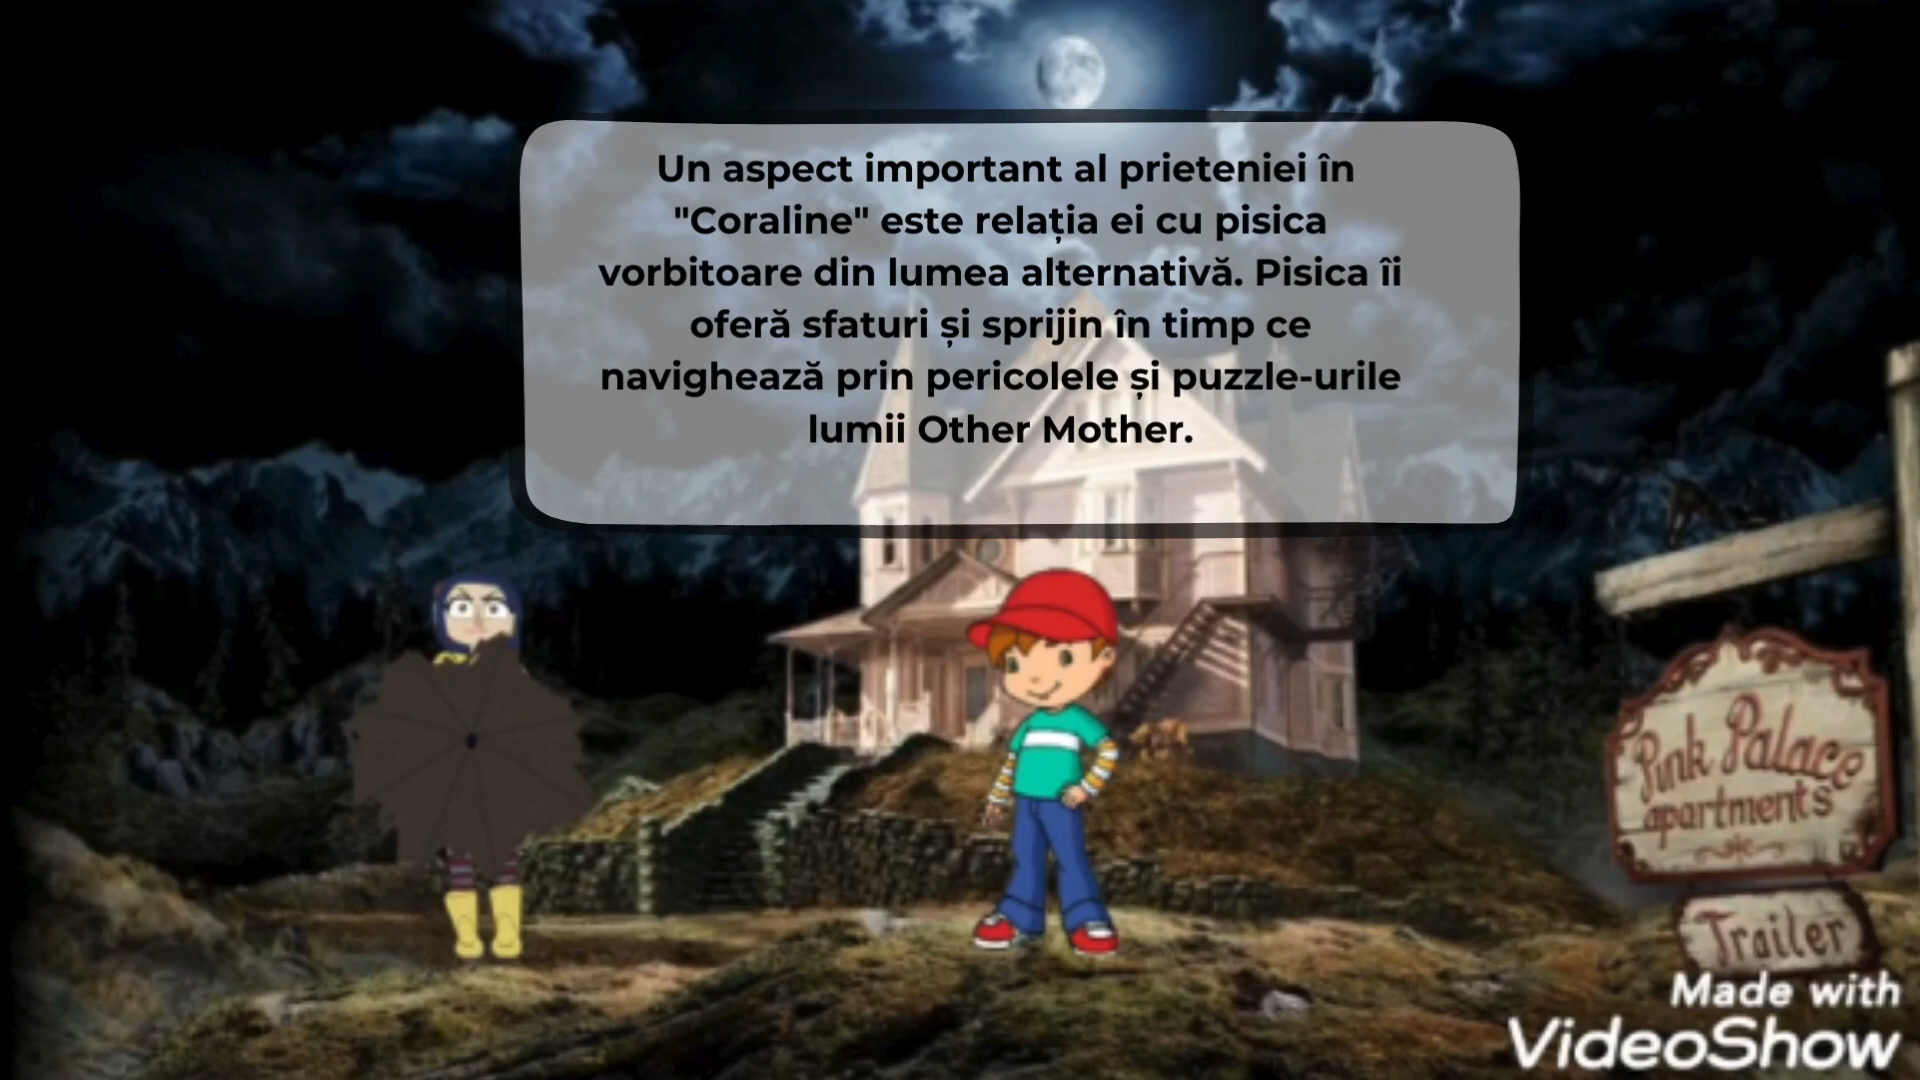 Un aspect important al prieteniei în
"Coraline" este relația ei cu pisica
vorbitoare din lumea alternativă. Pisica îi
oferă sfaturi și sprijin în timp ce
navighează prin pericolele și puzzle-urile
lumii Other Mother.
Pink Palace
apartments
Trailer
Made with
VideoShow